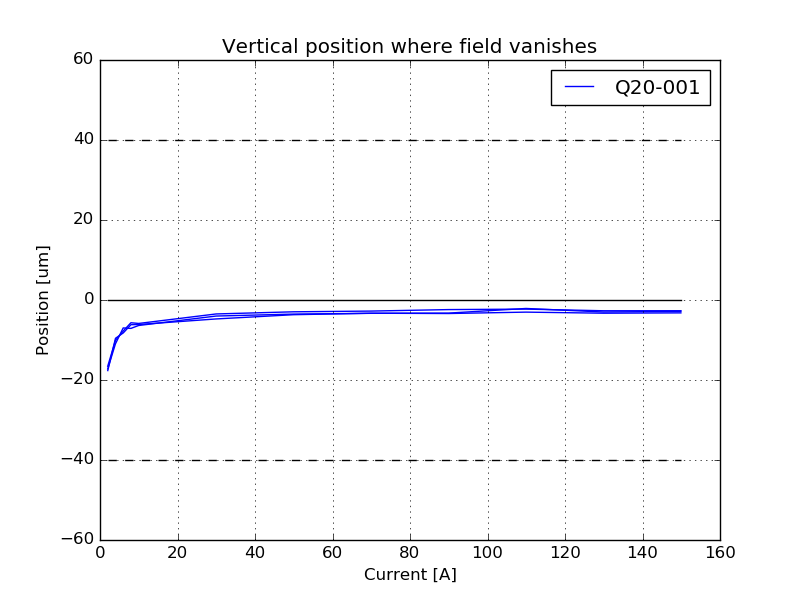 Vertical position where field vanishes
Q20-001
60
40
20
0
−20
−40
−60
Position [um]
0 20 40 60 80 100 120 140 160
Current [A]